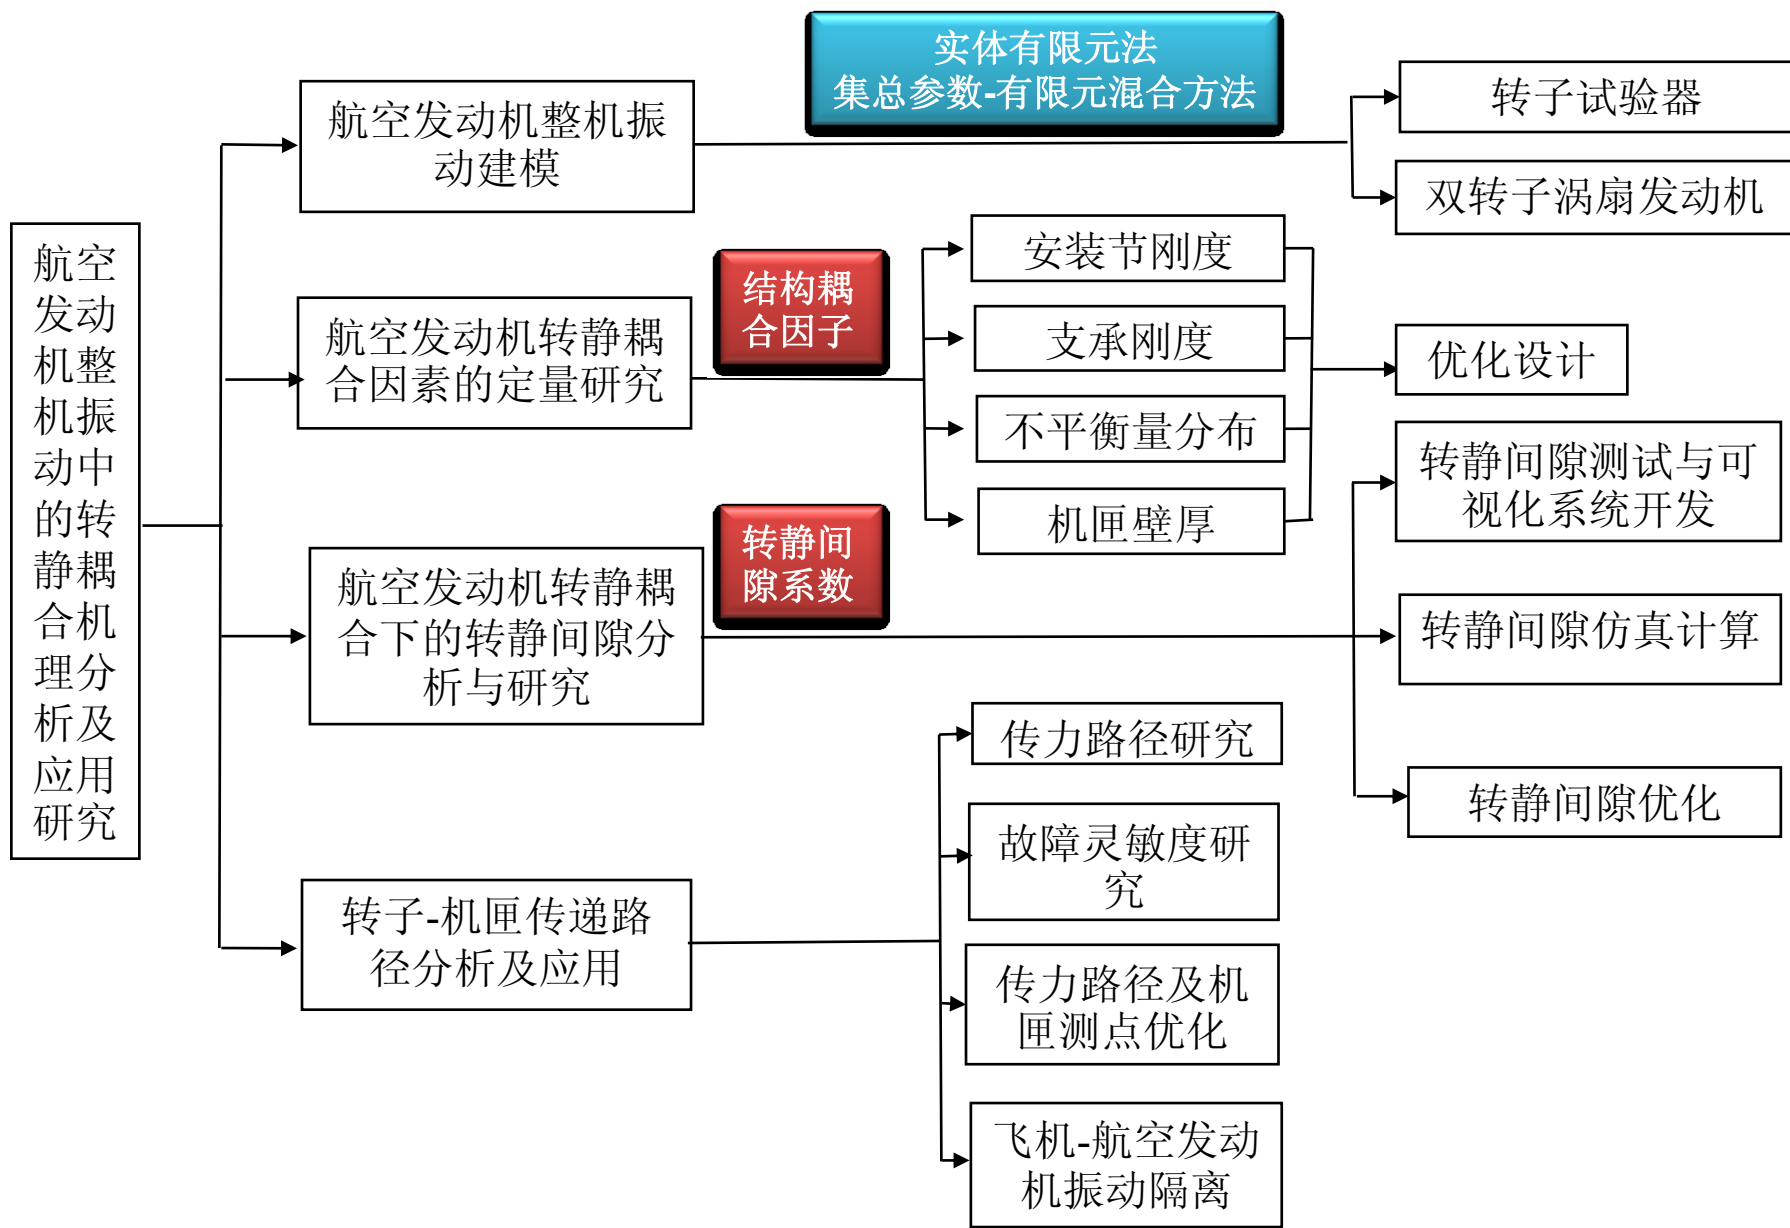 航空
发动
机整
机振
动中
的转
静耦
合机
理分
析及
应用
研究
航空发动机整机振
动建模
实体有限元法
集总参数-有限元混合方法
转子试验器
双转子涡扇发动机
航空发动机转静耦
合因素的定量研究
结构耦
合因子
安装节刚度
支承刚度
不平衡量分布
机匣壁厚
优化设计
航空发动机转静耦
合下的转静间隙分
析与研究
转静间
隙系数
转静间隙测试与可
视化系统开发
转静间隙仿真计算
转静间隙优化
转子-机匣传递路
径分析及应用
传力路径研究
故障灵敏度研
究
传力路径及机
匣测点优化
飞机-航空发动
机振动隔离